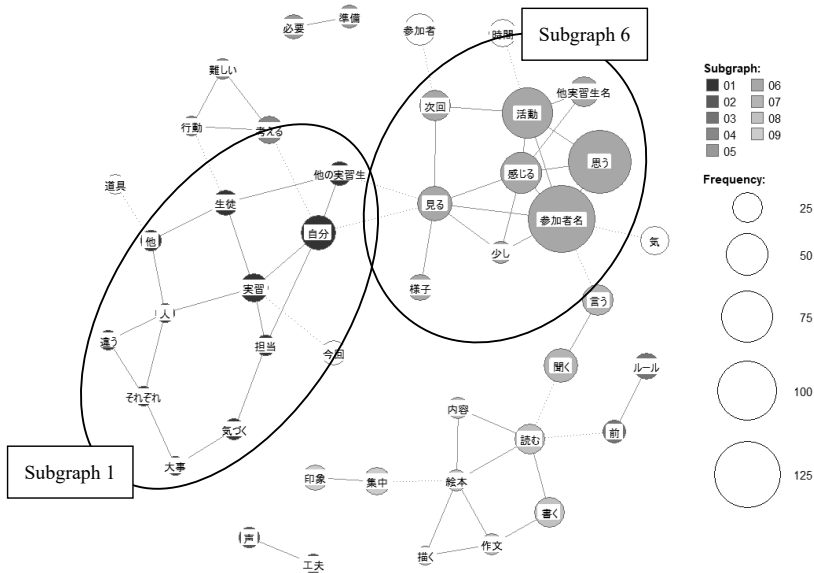 準備
必要
参加者
時間
Subgraph 6
難しい
次回
活動
他実習生名
行動
考える
他の実習生
感じる
思う
道具
生徒
見る
参加者名
他
自分
気
少し
実習
様子
言う
人
違う
担当
今回
聞く
ルール
それぞれ
内容
気づく
読む
前
大事
印象
集中
絵本
書く
声
工夫
描く
作文
Subgraph 1
Subgraph:
01
02
03
04
05
06
07
08
09
Frequency:
25
50
75
100
125